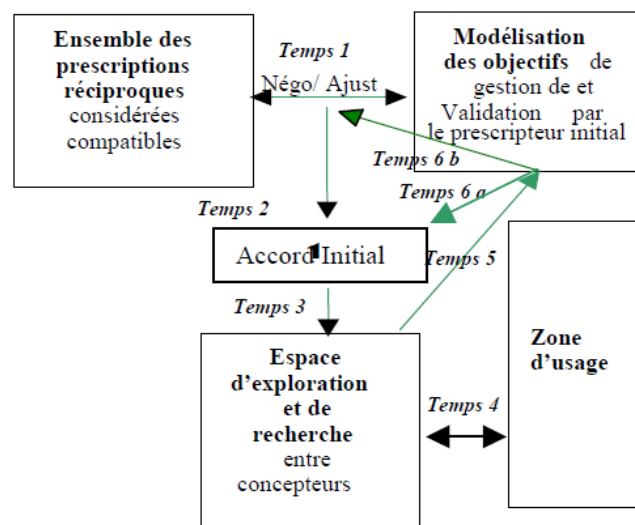 Ensemble des
prescriptions
réciproques
considérées
compatibles
Temps 1
Négo/ Ajust
Modélisation
des objectifs de
gestion de et
Validation par
le prescripteur initial
Temps 6 b
Temps 6 a
Temps 2
Accord Initial
Temps 5
Temps 3
Espace
d'exploration
et de
recherche
entre
concepteurs
Temps 4
Zone
d'usage